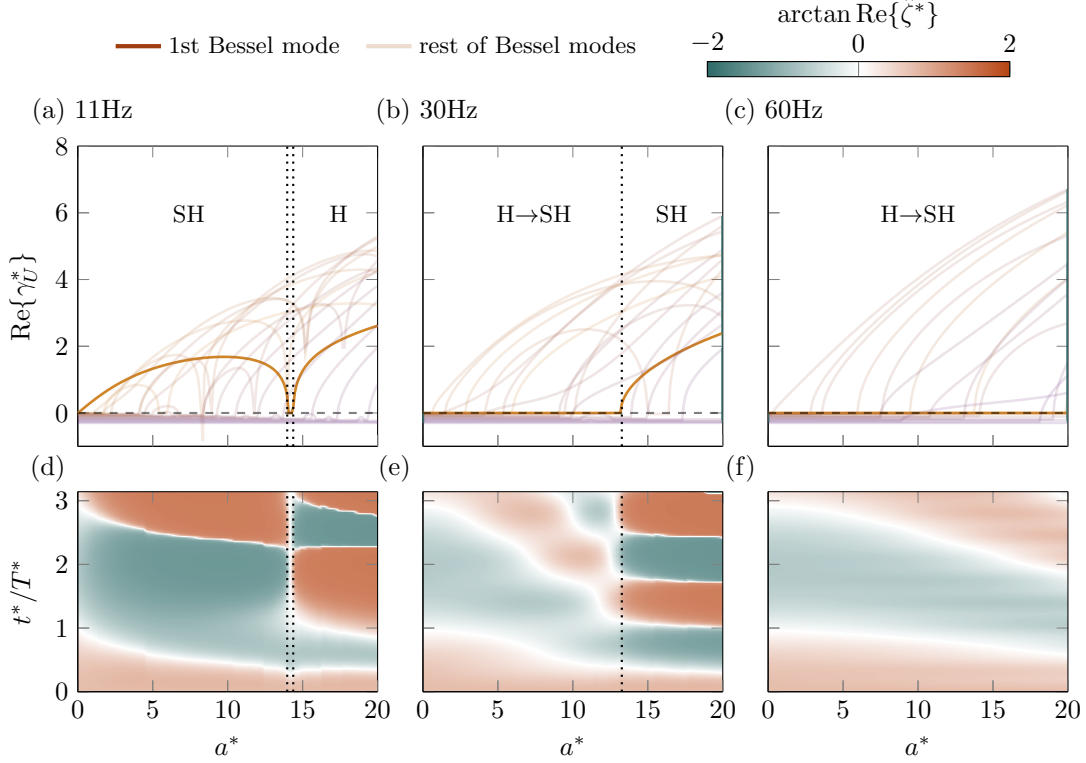 arctan Re{ζ̂*}
−2 0 2
1st Bessel mode rest of Bessel modes
(a) 11Hz (b) 30Hz (c) 60Hz
8
6
4
2
0
Re{γ*U}
SH H H→SH SH H→SH
(d) (e) (f)
3
2
1
0
t*/T*
0 5 10 15 20 0 5 10 15 20 0 5 10 15 20
a* a* a*